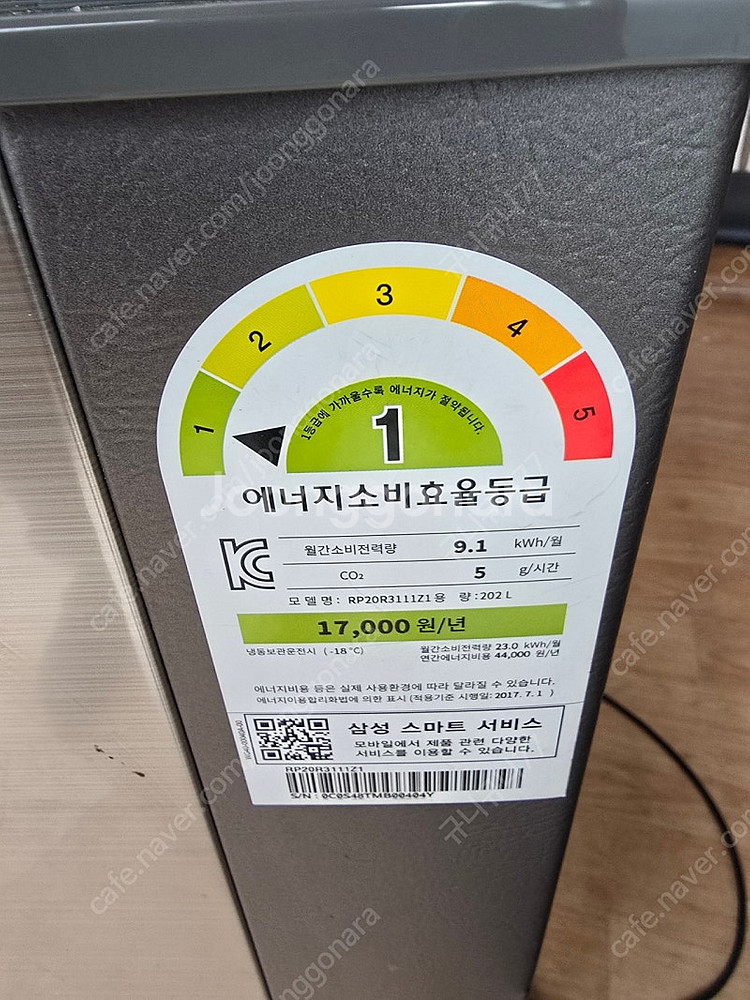 1
2
3
4
5
1등급에 가까울수록 에너지가 절약됩니다.
1
에너지소비효율등급
월간소비전력량 9.1 kWh/월
CO₂ 5 g/시간
모 델 명 : RP20R3111Z1 용 량 : 202 L
17,000 원/년
냉동보관운전시 (-18℃) 월간소비전력량 23.0 kWh/월
연간에너지비용 44,000 원/년
에너지비용 등은 실제 사용환경에 따라 달라질 수 있습니다.
에너지이용합리화법에 의한 표시 (적용기준 시행일: 2017. 7. 1 )
삼성 스마트 서비스
모바일에서 제품 관련 다양한
서비스를 이용할 수 있습니다.
RP20R3111Z1
S/N : 0C0S48TMB00404Y
Joonggonara
cafe.naver.com/joonggonara